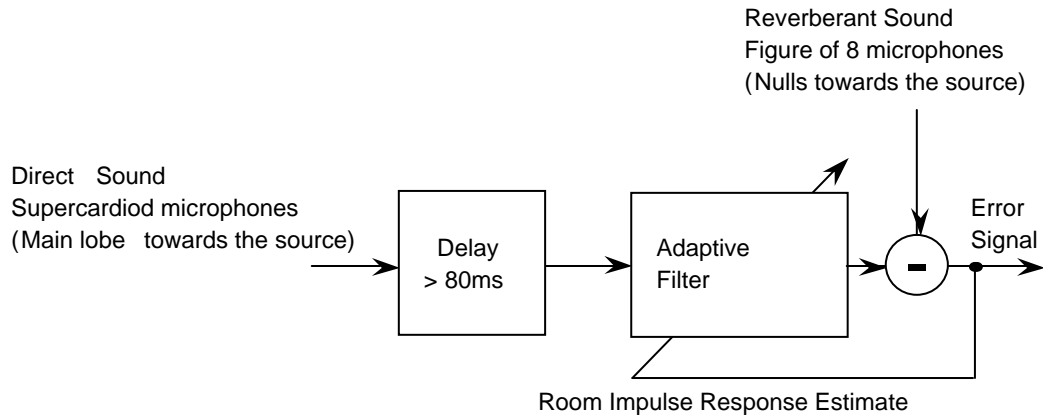 Reverberant Sound
Figure of 8 microphones
(Nulls towards the source)
Direct Sound
Supercardiod microphones
(Main lobe towards the source)
Delay
> 80ms
Adaptive
Filter
-
Error
Signal
Room Impulse Response Estimate